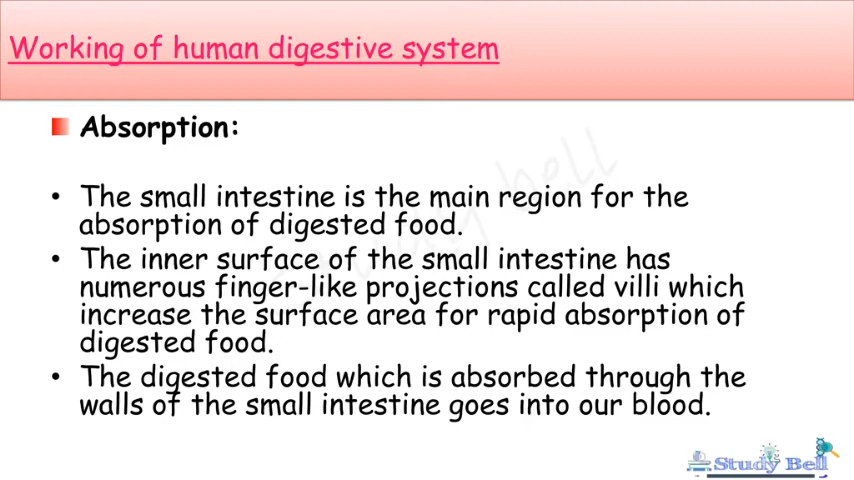 Working of human digestive system
Absorption:
• The small intestine is the main region for the
absorption of digested food.
• The inner surface of the small intestine has
numerous finger-like projections called villi which
increase the surface area for rapid absorption of
digested food.
• The digested food which is absorbed through the
walls of the small intestine goes into our blood.
Study bell
Study Bell